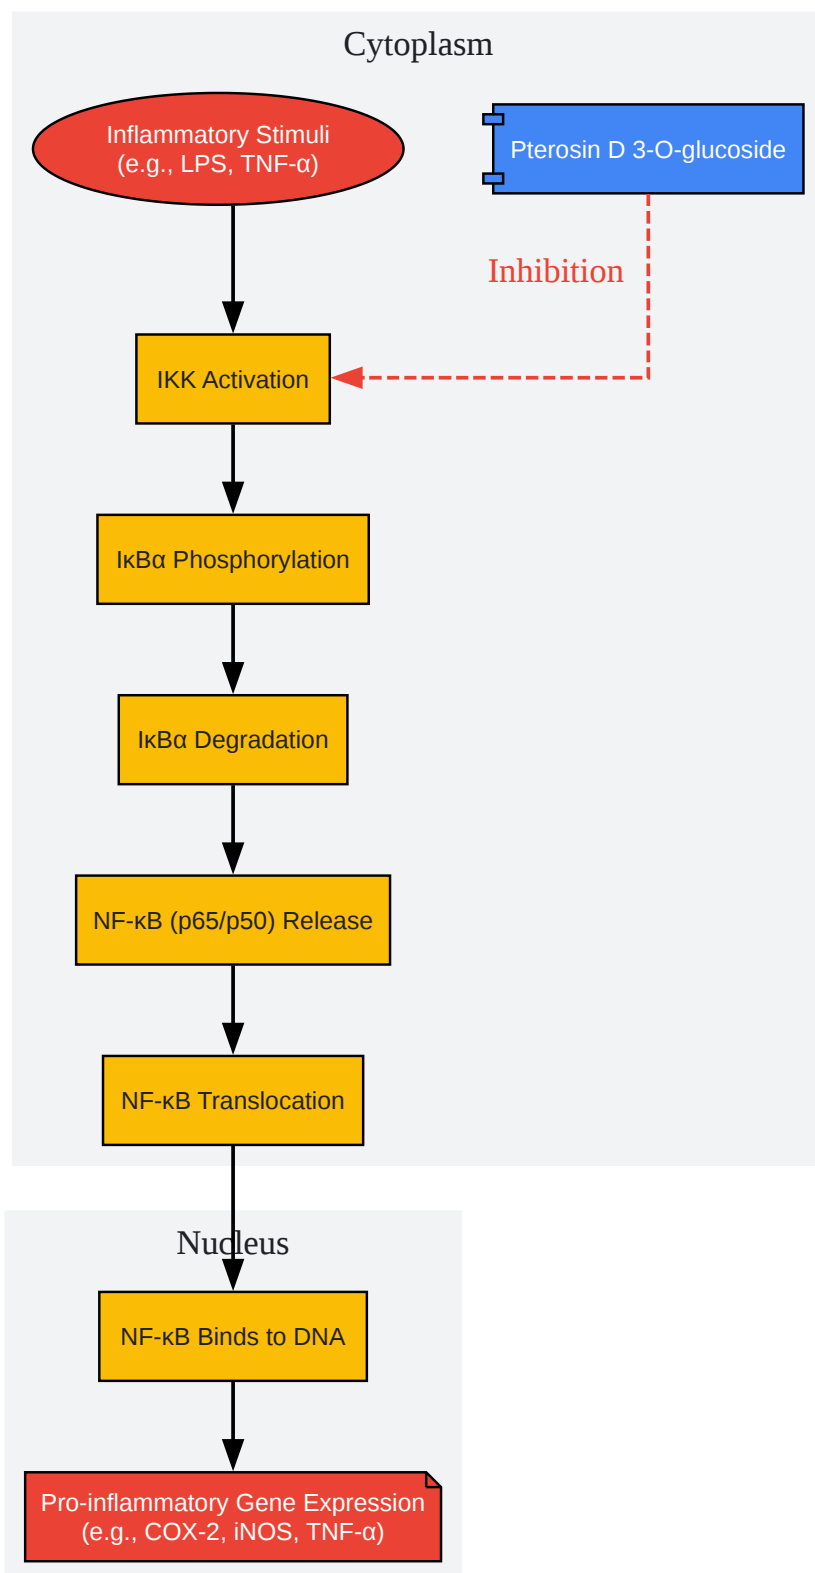 Cytoplasm
Inflammatory Stimuli
(e.g., LPS, TNF-α)
Pterosin D 3-O-glucoside
Inhibition
IKK Activation
IκBα Phosphorylation
IκBα Degradation
NF-κB (p65/p50) Release
NF-κB Translocation
Nucleus
NF-κB Binds to DNA
Pro-inflammatory Gene Expression
(e.g., COX-2, iNOS, TNF-α)